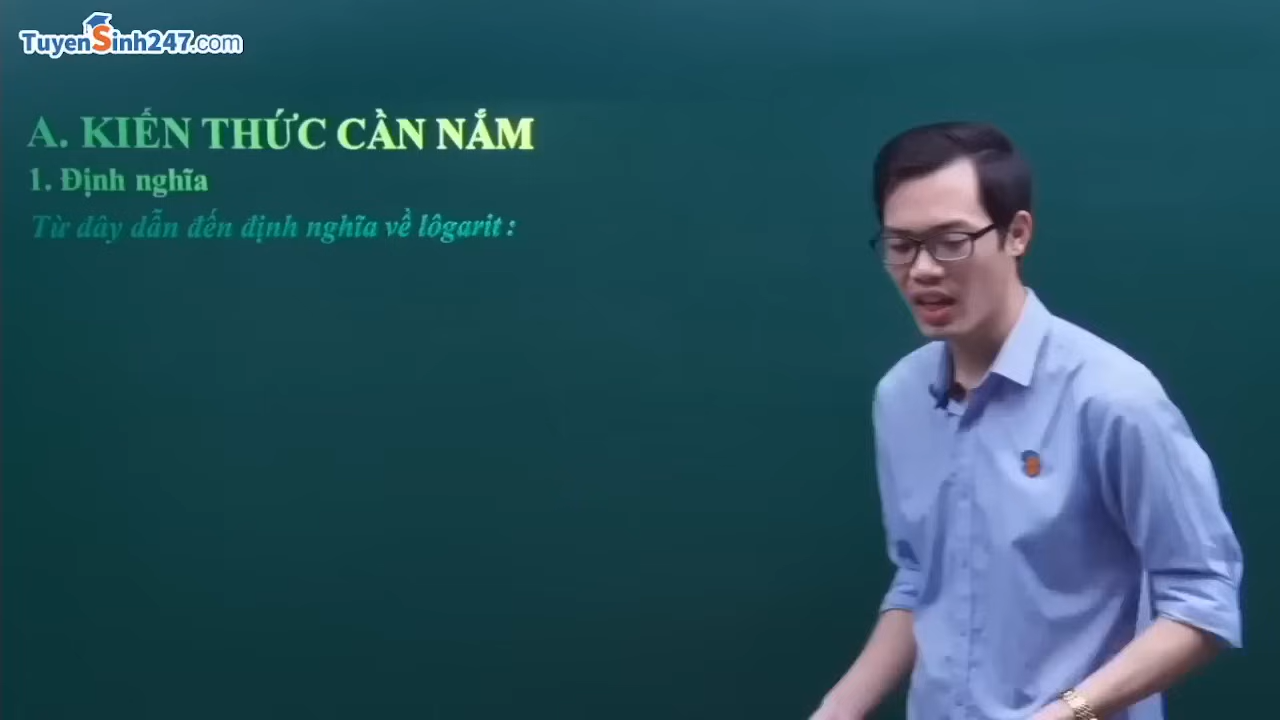 TuyenSinh247.com
A. KIẾN THỨC CẦN NẮM
1. Định nghĩa
Từ đây dẫn đến định nghĩa về lôgarit :